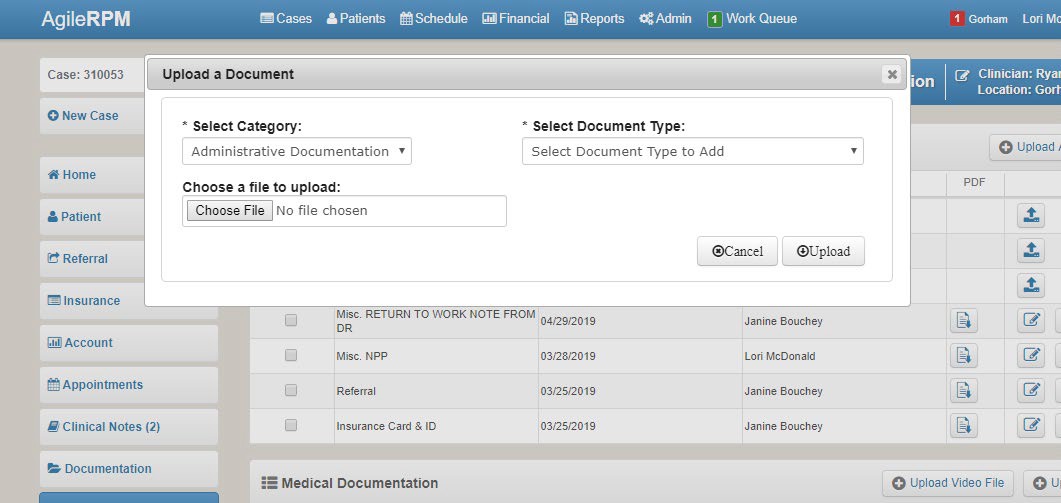 AgileRPM
Cases Patients Schedule Financial Reports Admin 1 Work Queue
1 Gorham Lori Mc
Case: 310053
New Case
Home
Patient
Referral
Insurance
Account
Appointments
Clinical Notes (2)
Documentation
Upload a Document
* Select Category:
Administrative Documentation
* Select Document Type:
Select Document Type to Add
Choose a file to upload:
Choose File No file chosen
Cancel Upload
ion
Clinician: Ryan
Location: Gorh
Upload A
PDF
Misc. RETURN TO WORK NOTE FROM
DR
04/29/2019
Janine Bouchey
Misc. NPP 03/28/2019 Lori McDonald
Referral 03/25/2019 Janine Bouchey
Insurance Card & ID 03/25/2019 Janine Bouchey
Medical Documentation
Upload Video File
U